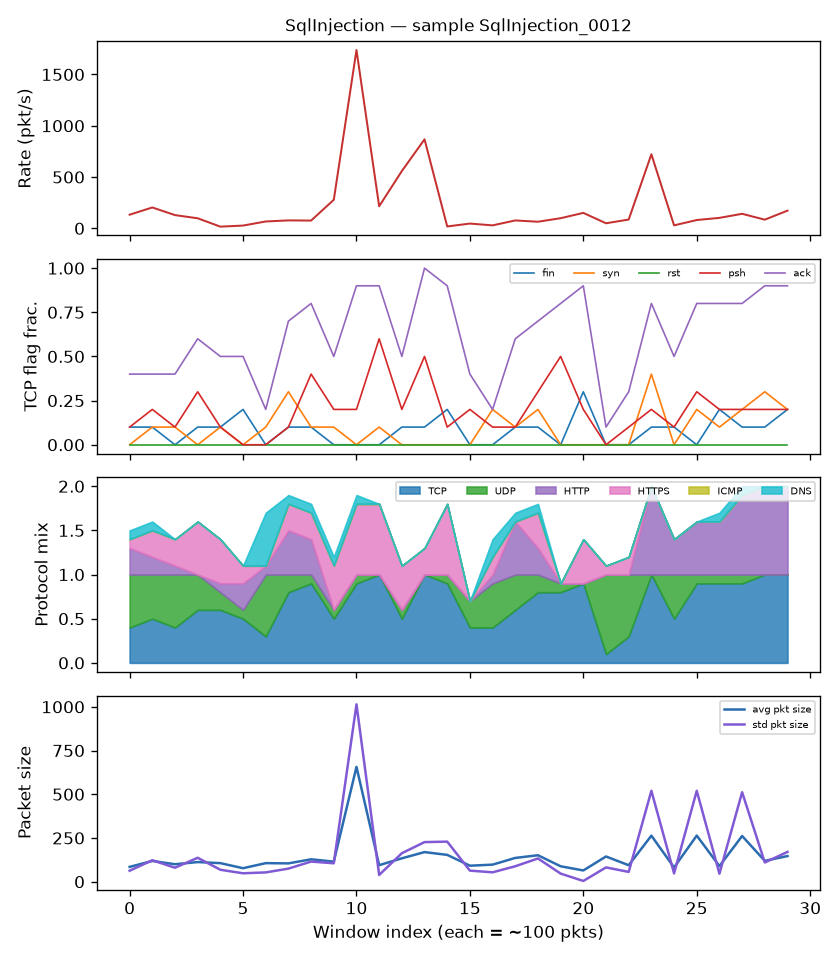 SqlInjection — sample SqlInjection_0012
Rate (pkt/s)
1500
1000
500
0
TCP flag frac.
1.00
0.75
0.50
0.25
0.00
fin syn rst psh ack
Protocol mix
2.0
1.5
1.0
0.5
0.0
TCP UDP HTTP HTTPS ICMP DNS
Packet size
1000
750
500
250
0
avg pkt size
std pkt size
0 5 10 15 20 25 30
Window index (each = ~100 pkts)